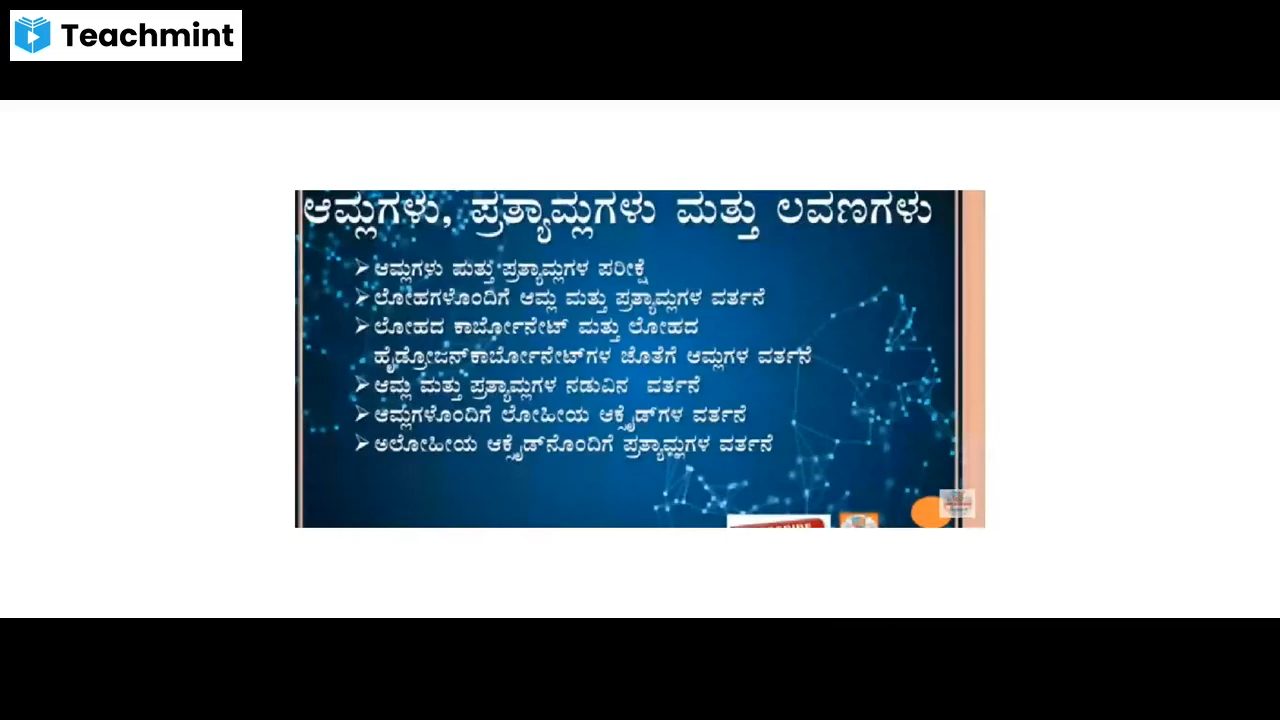 Teachmint
ಆಮ್ಲಗಳು, ಪ್ರತ್ಯಾಮ್ಲಗಳು ಮತ್ತು ಲವಣಗಳು
➢ಆಮ್ಲಗಳು ಮತ್ತು ಪ್ರತ್ಯಾಮ್ಲಗಳ ಪರೀಕ್ಷೆ
➢ಲೋಹಗಳೊಂದಿಗೆ ಆಮ್ಲ ಮತ್ತು ಪ್ರತ್ಯಾಮ್ಲಗಳ ವರ್ತನೆ
➢ಲೋಹದ ಕಾರ್ಬೋನೇಟ್ ಮತ್ತು ಲೋಹದ
ಹೈಡ್ರೋಜನ್‌ಕಾರ್ಬೋನೇಟ್‌ಗಳ ಜೊತೆಗೆ ಆಮ್ಲಗಳ ವರ್ತನೆ
➢ಆಮ್ಲ ಮತ್ತು ಪ್ರತ್ಯಾಮ್ಲಗಳ ನಡುವಿನ ವರ್ತನೆ
➢ಆಮ್ಲಗಳೊಂದಿಗೆ ಲೋಹೀಯ ಆಕ್ಸೈಡ್‌ಗಳ ವರ್ತನೆ
➢ಅಲೋಹೀಯ ಆಕ್ಸೈಡ್‌ನೊಂದಿಗೆ ಪ್ರತ್ಯಾಮ್ಲಗಳ ವರ್ತನೆ